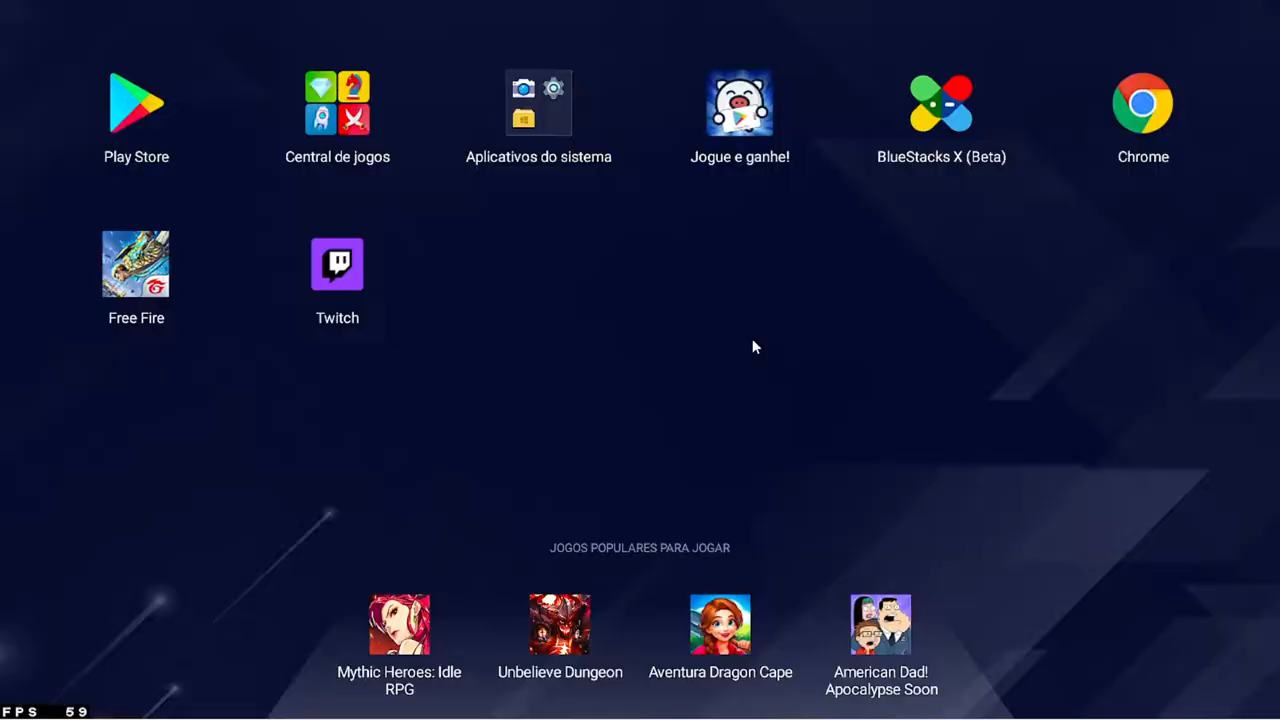 Play Store
Central de jogos
Aplicativos do sistema
Jogue e ganhe!
BlueStacks X (Beta)
Chrome
Free Fire
Twitch
JOGOS POPULARES PARA JOGAR
Mythic Heroes: Idle
RPG
Unbelieve Dungeon
Aventura Dragon Cape
American Dad!
Apocalypse Soon
FPS 59